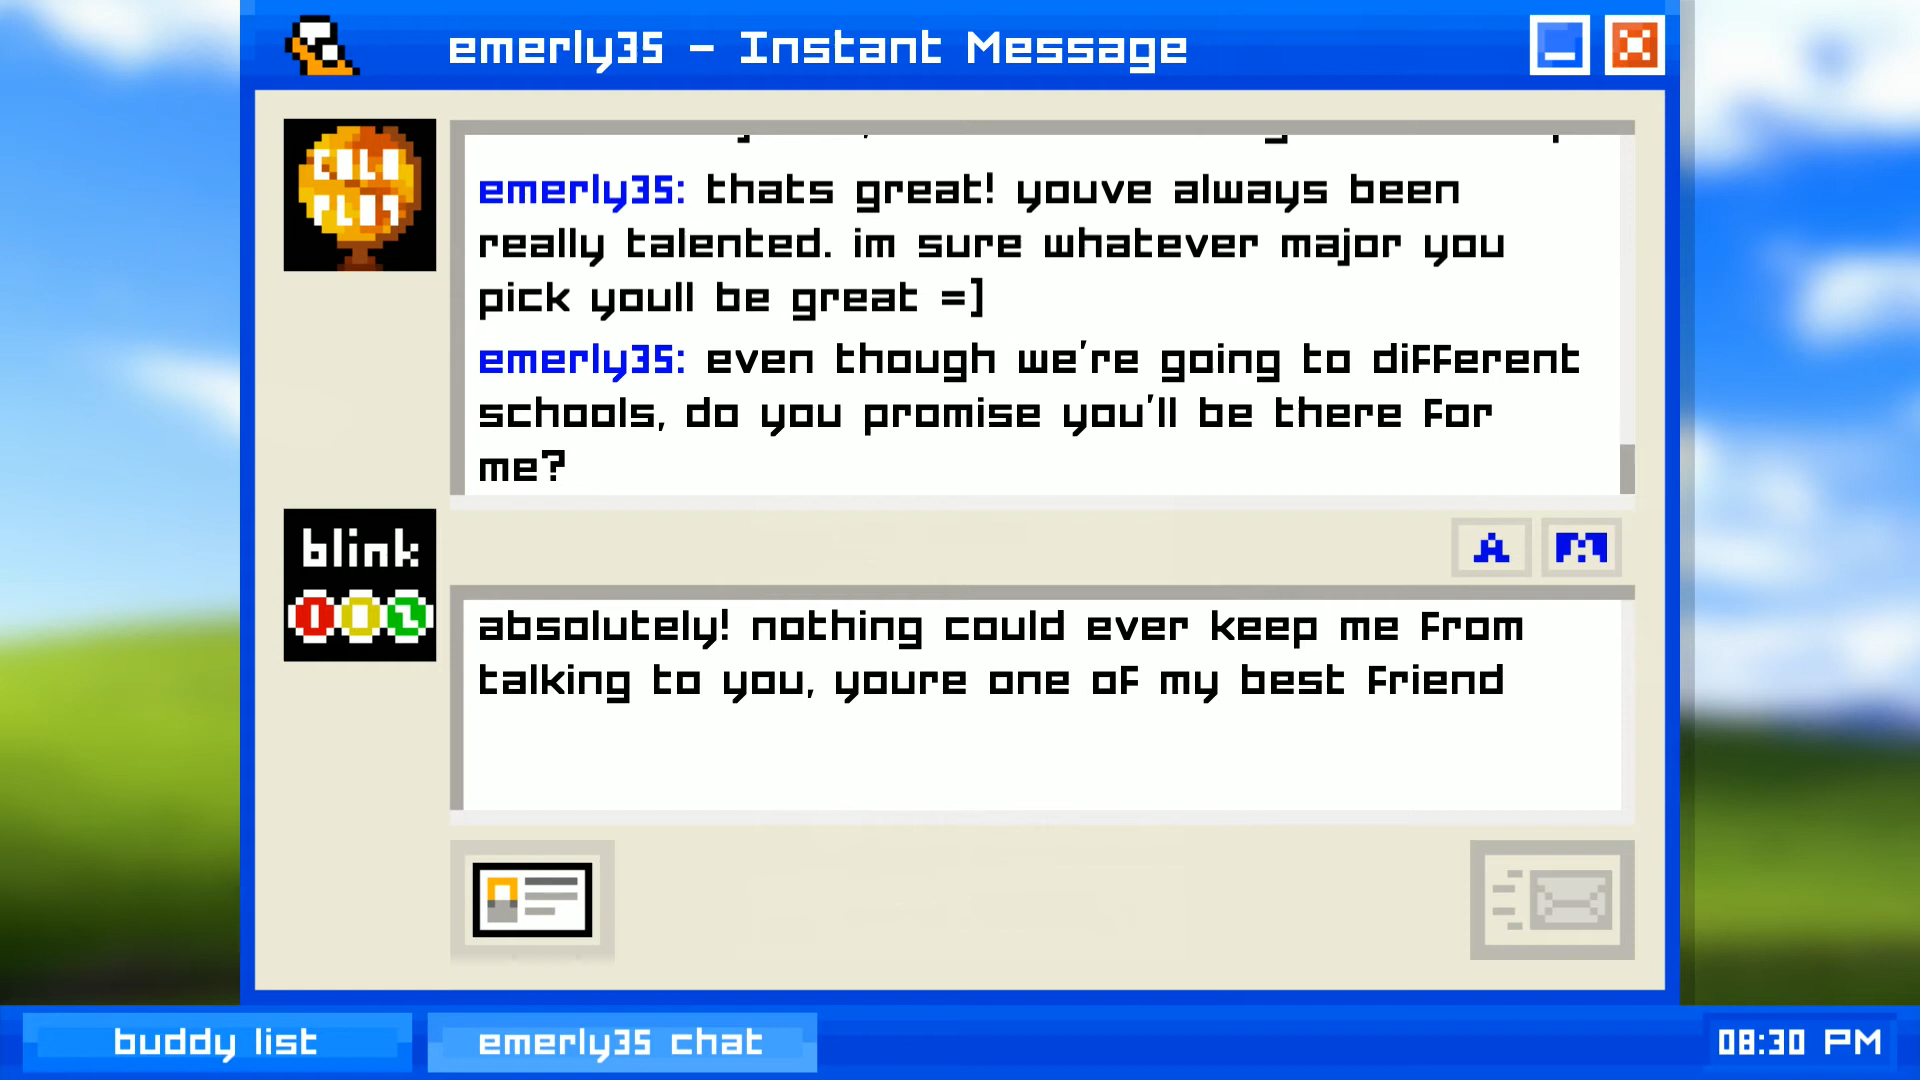 emerly35 - Instant Message
COLD
PLAY
emerly35: thats great! youve always been
really talented. im sure whatever major you
pick youll be great =]
emerly35: even though we're going to different
schools, do you promise you'll be there for
me?
blink
182
A
absolutely! nothing could ever keep me from
talking to you, youre one of my best friend
buddy list
emerly35 chat
08:30 PM